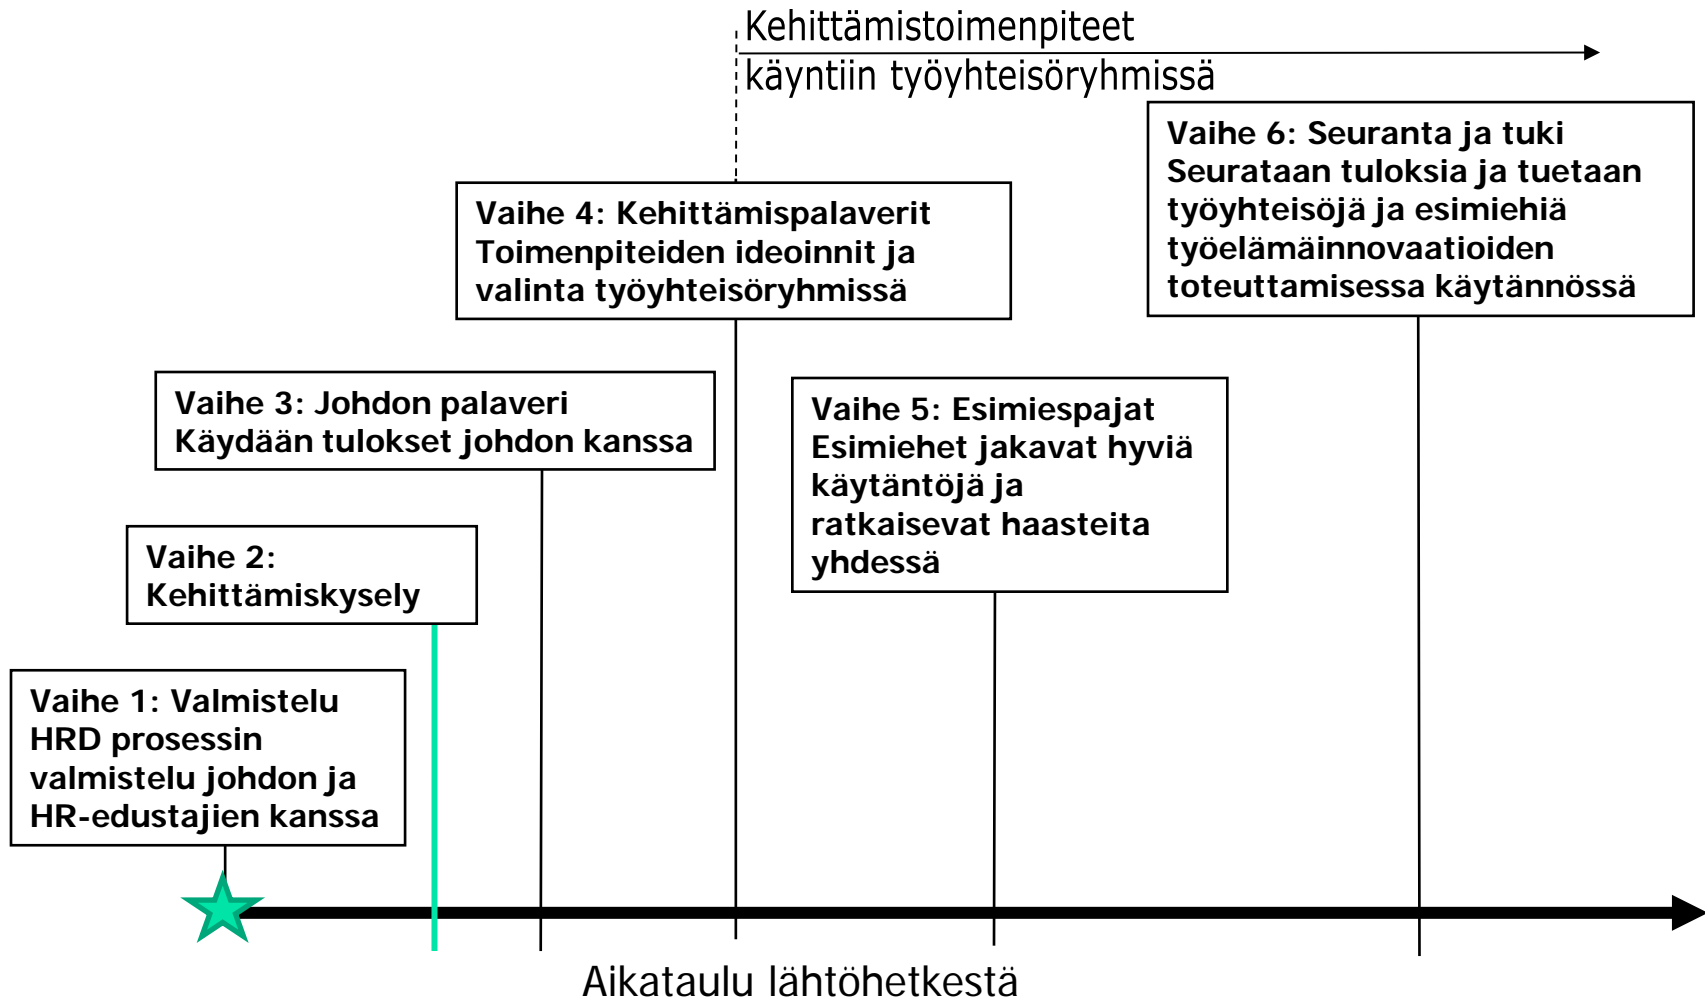 Kehittämistoimenpiteet
käyntiin työyhteisöryhmissä
Vaihe 6: Seuranta ja tuki
Seurataan tuloksia ja tuetaan
työyhteisöjä ja esimiehiä
työelämäinnovaatioiden
toteuttamisessa käytännössä
Vaihe 4: Kehittämispalaverit
Toimenpiteiden ideoinnit ja
valinta työyhteisöryhmissä
Vaihe 3: Johdon palaveri
Käydään tulokset johdon kanssa
Vaihe 5: Esimiespajat
Esimiehet jakavat hyviä
käytäntöjä ja
ratkaisevat haasteita
yhdessä
Vaihe 2:
Kehittämiskysely
Vaihe 1: Valmistelu
HRD prosessin
valmistelu johdon ja
HR-edustajien kanssa
Aikataulu lähtöhetkestä